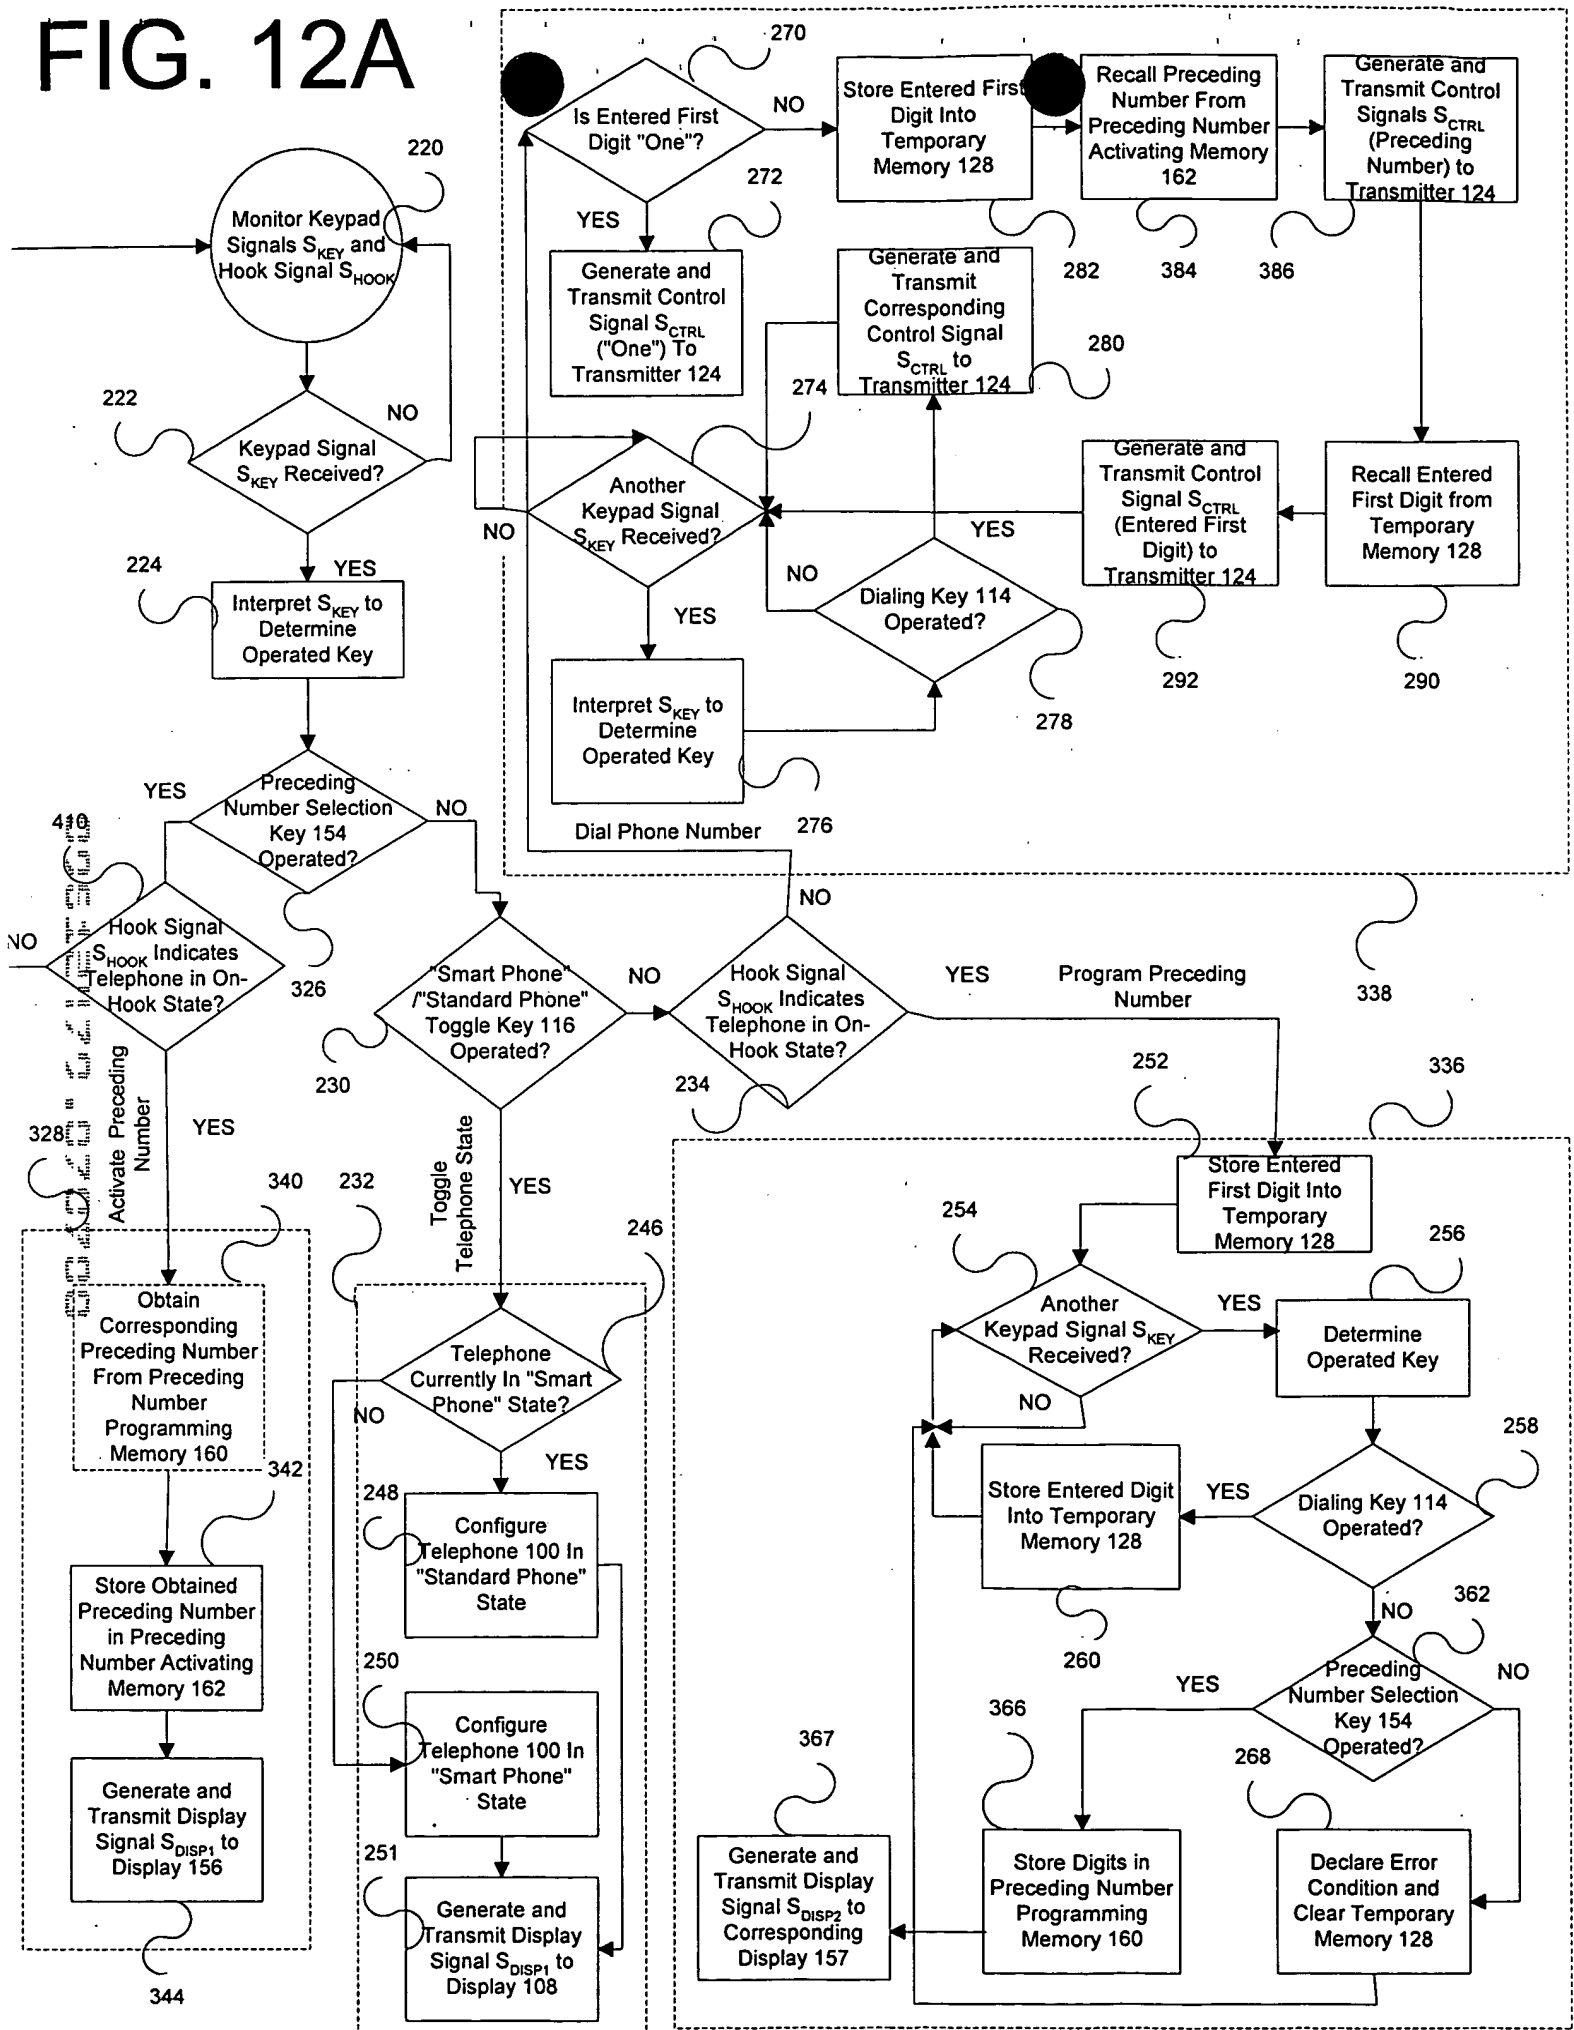 FIG. 12A
270
Is Entered First
Digit "One"?
NO
YES
272
Store Entered First
Digit Into
Temporary
Memory 128
282
Recall Preceding
Number From
Preceding Number
Activating Memory
162
384
Generate and
Transmit Control
Signals SCTRL
(Preceding
Number) to
Transmitter 124
386
220
Monitor Keypad
Signals SKEY and
Hook Signal SHOOK
Generate and
Transmit Control
Signal SCTRL
("One") To
Transmitter 124
Generate and
Transmit
Corresponding
Control Signal
SCTRL to
Transmitter 124
280
274
222
NO
Keypad Signal
SKEY Received?
YES
Another
Keypad Signal
SKEY Received?
NO
YES
YES
NO
Dialing Key 114
Operated?
278
Generate and
Transmit Control
Signal SCTRL
(Entered First
Digit) to
Transmitter 124
292
Recall Entered
First Digit from
Temporary
Memory 128
290
224
Interpret SKEY to
Determine
Operated Key
Interpret SKEY to
Determine
Operated Key
276
Dial Phone Number
YES
Preceding
Number Selection
Key 154
Operated?
NO
326
410
Hook Signal
SHOOK Indicates
Telephone in On-
Hook State?
NO
YES
Activate Preceding
Number
328
"Smart Phone"
/"Standard Phone"
Toggle Key 116
Operated?
230
NO
YES
Toggle
Telephone State
NO
Hook Signal
SHOOK Indicates
Telephone in On-
Hook State?
234
YES
Program Preceding
Number
338
252
336
340
232
246
Store Entered
First Digit Into
Temporary
Memory 128
254
256
Obtain
Corresponding
Preceding Number
From Preceding
Number
Programming
Memory 160
342
Telephone
Currently In "Smart
Phone" State?
NO
YES
Another
Keypad Signal SKEY
Received?
YES
NO
Determine
Operated Key
258
248
Configure
Telephone 100 In
"Standard Phone"
State
Store Entered Digit
Into Temporary
Memory 128
260
YES
Dialing Key 114
Operated?
NO
362
Store Obtained
Preceding Number
in Preceding
Number Activating
Memory 162
250
Configure
Telephone 100 In
"Smart Phone"
State
YES
Preceding
Number Selection
Key 154
Operated?
NO
366
367
268
Generate and
Transmit Display
Signal SDISP1 to
Display 156
344
251
Generate and
Transmit Display
Signal SDISP1 to
Display 108
Generate and
Transmit Display
Signal SDISP2 to
Corresponding
Display 157
Store Digits in
Preceding Number
Programming
Memory 160
Declare Error
Condition and
Clear Temporary
Memory 128